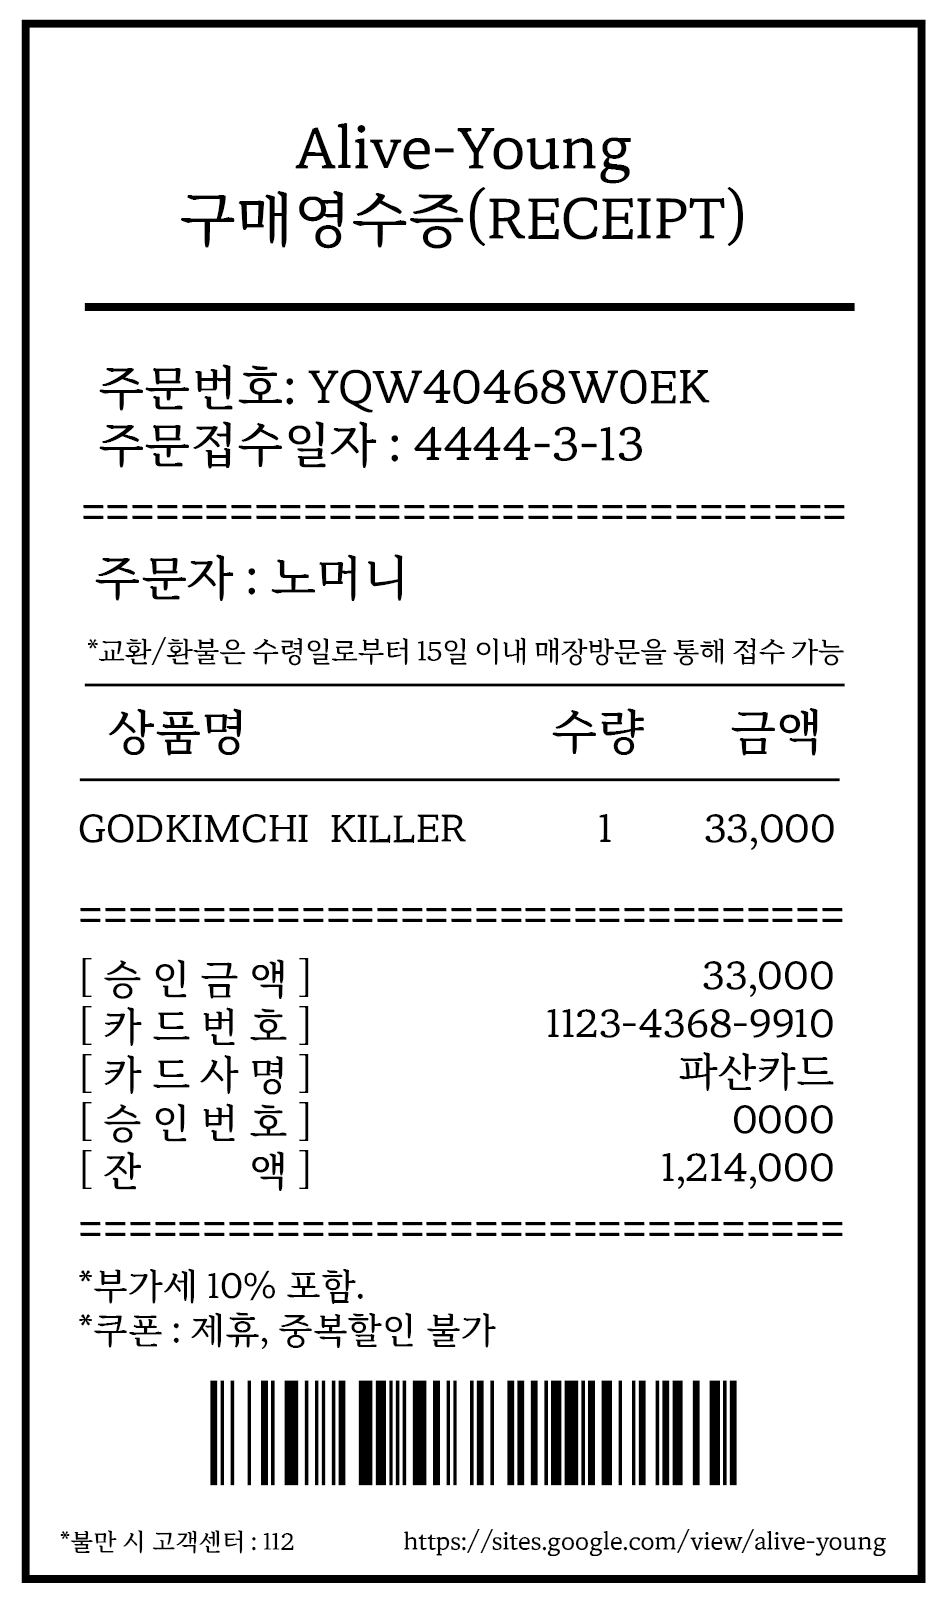 Alive-Young
구매영수증(RECEIPT)
주문번호: YQW40468W0EK
주문접수일자 : 4444-3-13
===============================
주문자 : 노머니
*교환/환불은 수령일로부터 15일 이내 매장방문을 통해 접수 가능
상품명 수량 금액
GODKIMCHI KILLER 1 33,000
===============================
[ 승 인 금 액 ] 33,000
[ 카 드 번 호 ] 1123-4368-9910
[ 카 드 사 명 ] 파산카드
[ 승 인 번 호 ] 0000
[ 잔 액 ] 1,214,000
===============================
*부가세 10% 포함.
*쿠폰 : 제휴, 중복할인 불가
*불만 시 고객센터 : 112 https://sites.google.com/view/alive-young